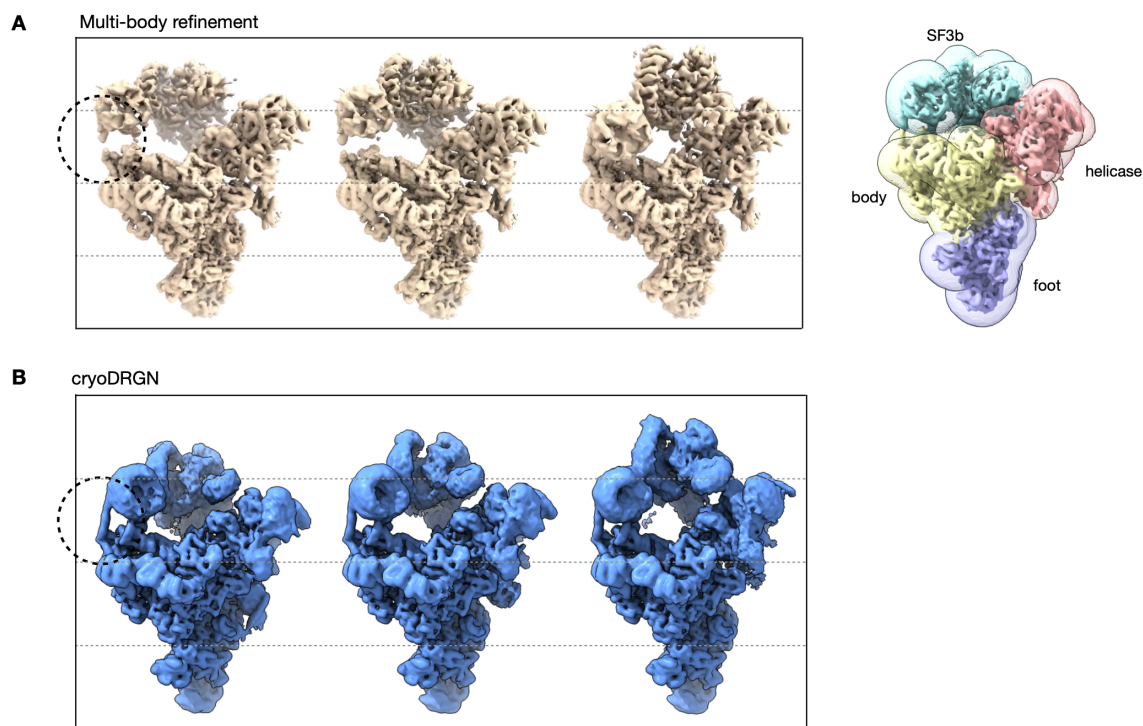 A
Multi-body refinement
SF3b
helicase
body
foot
B
cryoDRGN